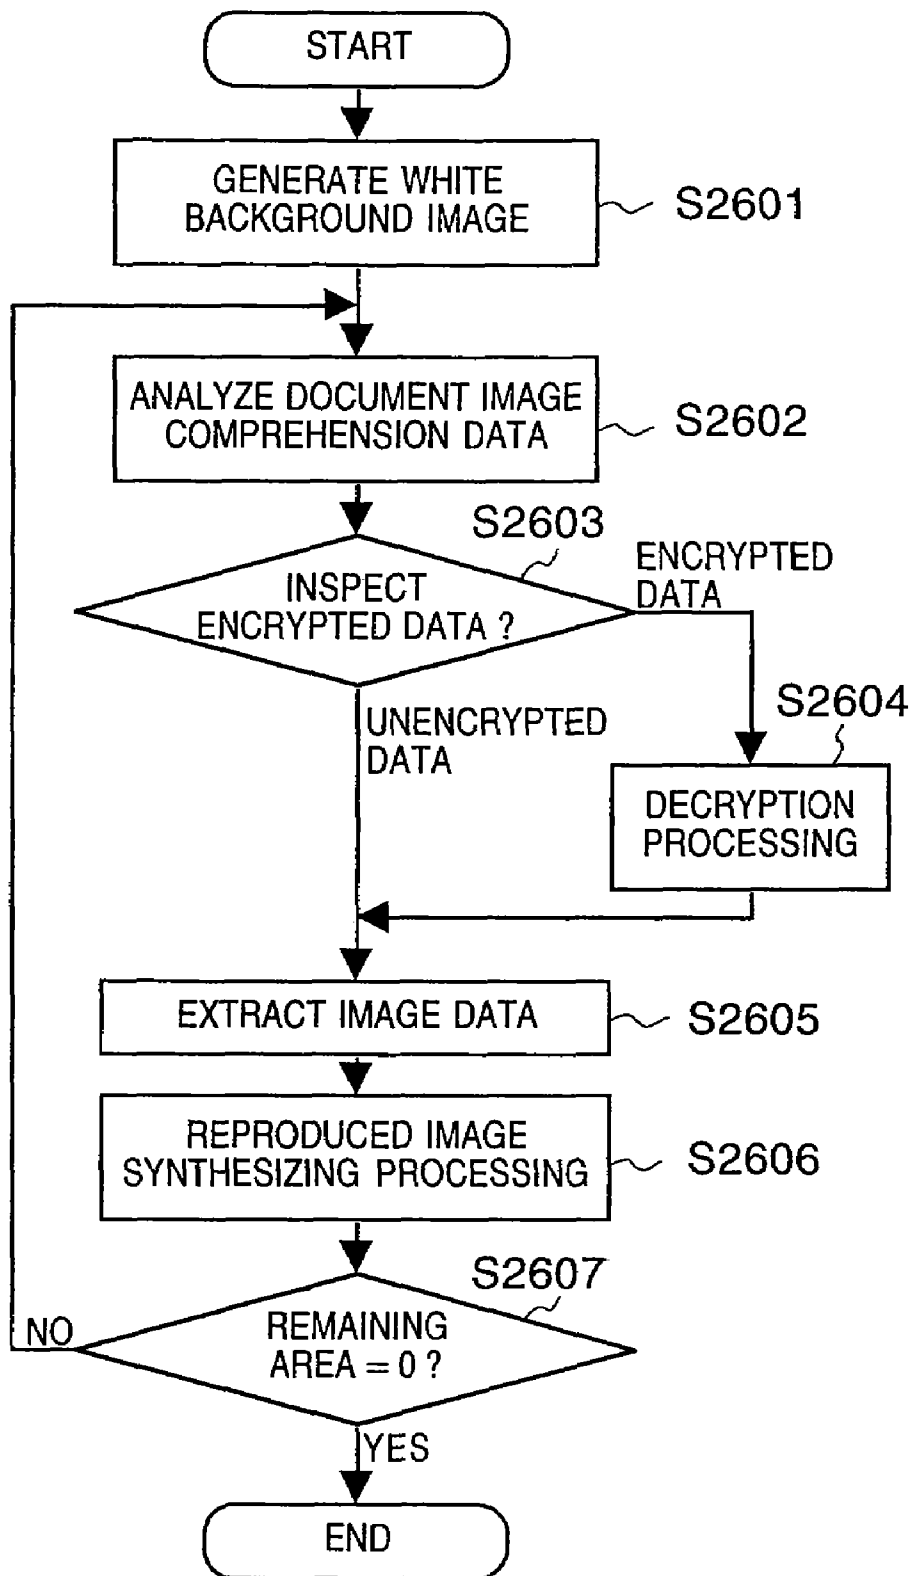 START
GENERATE WHITE
BACKGROUND IMAGE
S2601
ANALYZE DOCUMENT IMAGE
COMPREHENSION DATA
S2602
S2603
INSPECT
ENCRYPTED DATA ?
ENCRYPTED
DATA
UNENCRYPTED
DATA
S2604
DECRYPTION
PROCESSING
EXTRACT IMAGE DATA
S2605
REPRODUCED IMAGE
SYNTHESIZING PROCESSING
S2606
S2607
REMAINING
AREA = 0 ?
NO
YES
END